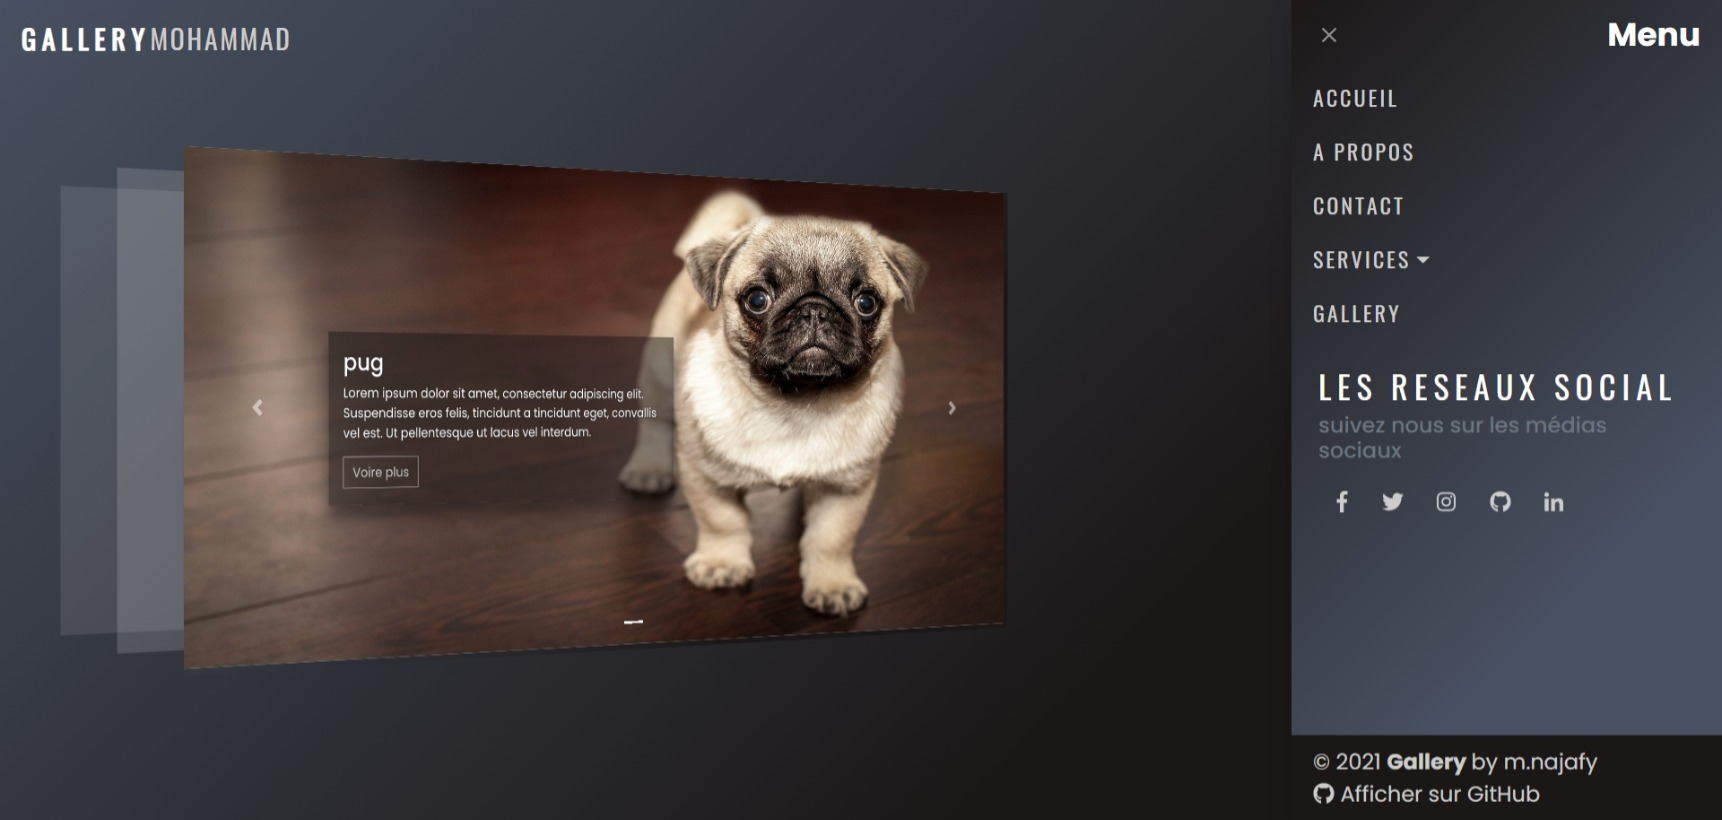 GALLERYMOHAMMAD
Menu
ACCUEIL
A PROPOS
CONTACT
SERVICES
GALLERY
pug
Lorem ipsum dolor sit amet, consectetur adipiscing elit.
Suspendisse eros felis, tincidunt a tincidunt eget, convallis
vel est. Ut pellentesque ut lacus vel interdum.
Voire plus
LES RESEAUX SOCIAL
suivez nous sur les médias
sociaux
© 2021 Gallery by m.najafy
Afficher sur GitHub